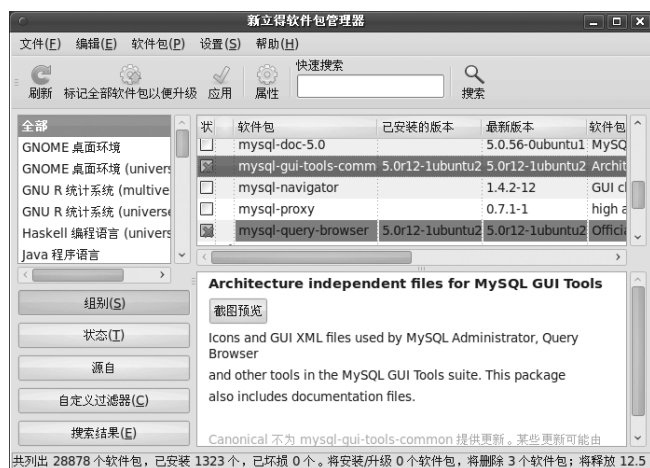 新立得软件包管理器
文件(F) 编辑(E) 软件包(P) 设置(S) 帮助(H)
快速搜索
刷新 标记全部软件包以便升级 应用 属性 搜索
全部
GNOME 桌面环境
GNOME 桌面环境 (univers
GNU R 统计系统 (multive
GNU R 统计系统 (universe
Haskell 编程语言 (univers
Java 程序语言
组别(S)
状态(T)
源自
自定义过滤器(C)
搜索结果(E)
状 软件包 已安装的版本 最新版本 软件包
mysql-doc-5.0 5.0.56-0ubuntu1 MySQ
mysql-gui-tools-comm 5.0r12-1ubuntu2 5.0r12-1ubuntu2 Archit
mysql-navigator 1.4.2-12 GUI cl
mysql-proxy 0.7.1-1 high a
mysql-query-browser 5.0r12-1ubuntu2 5.0r12-1ubuntu2 Officia
Architecture independent files for MySQL GUI Tools
截图预览
Icons and GUI XML files used by MySQL Administrator, Query
Browser
and other tools in the MySQL GUI Tools suite. This package
also includes documentation files.
Canonical 不为 mysql-gui-tools-common 提供更新。某些更新可能由
共列出 28878 个软件包，已安装 1323 个，已坏损 0 个。将安装/升级 0 个软件包，将删除 3 个软件包；将释放 12.5